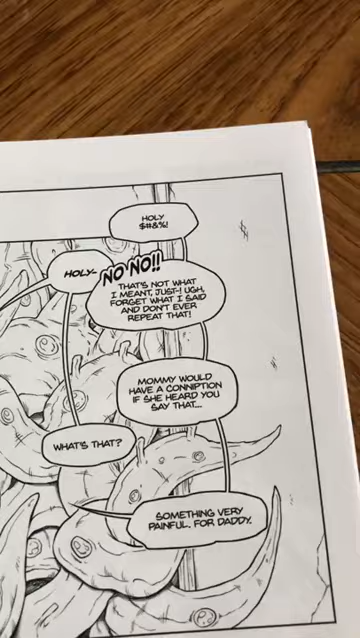 HOLY
$#&%!
HOLY-
NO NO!!
THAT'S NOT WHAT
I MEANT, JUST-! UGH,
FORGET WHAT I SAID
AND DON'T EVER
REPEAT THAT!
MOMMY WOULD
HAVE A CONNIPTION
IF SHE HEARD YOU
SAY THAT...
WHAT'S THAT?
SOMETHING VERY
PAINFUL. FOR DADDY.